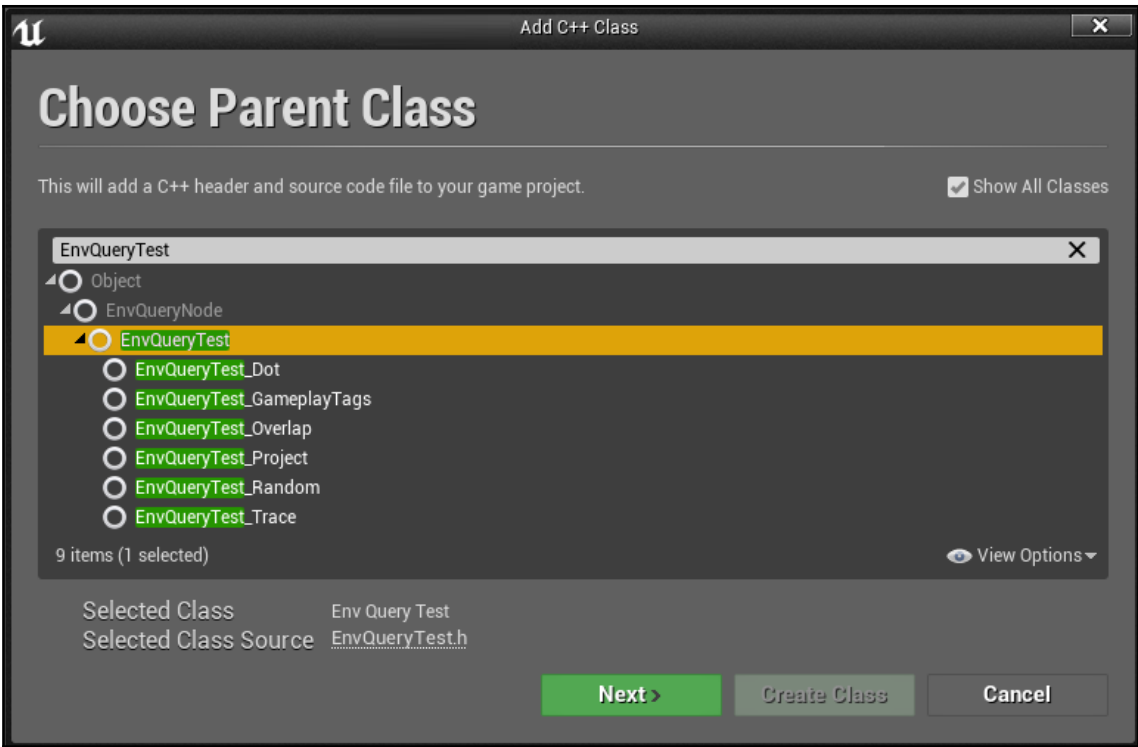 Add C++ Class
Choose Parent Class
This will add a C++ header and source code file to your game project.
Show All Classes
EnvQueryTest
Object
EnvQueryNode
EnvQueryTest
EnvQueryTest_Dot
EnvQueryTest_GameplayTags
EnvQueryTest_Overlap
EnvQueryTest_Project
EnvQueryTest_Random
EnvQueryTest_Trace
9 items (1 selected)
View Options
Selected Class Env Query Test
Selected Class Source EnvQueryTest.h
Next>
Create Class
Cancel